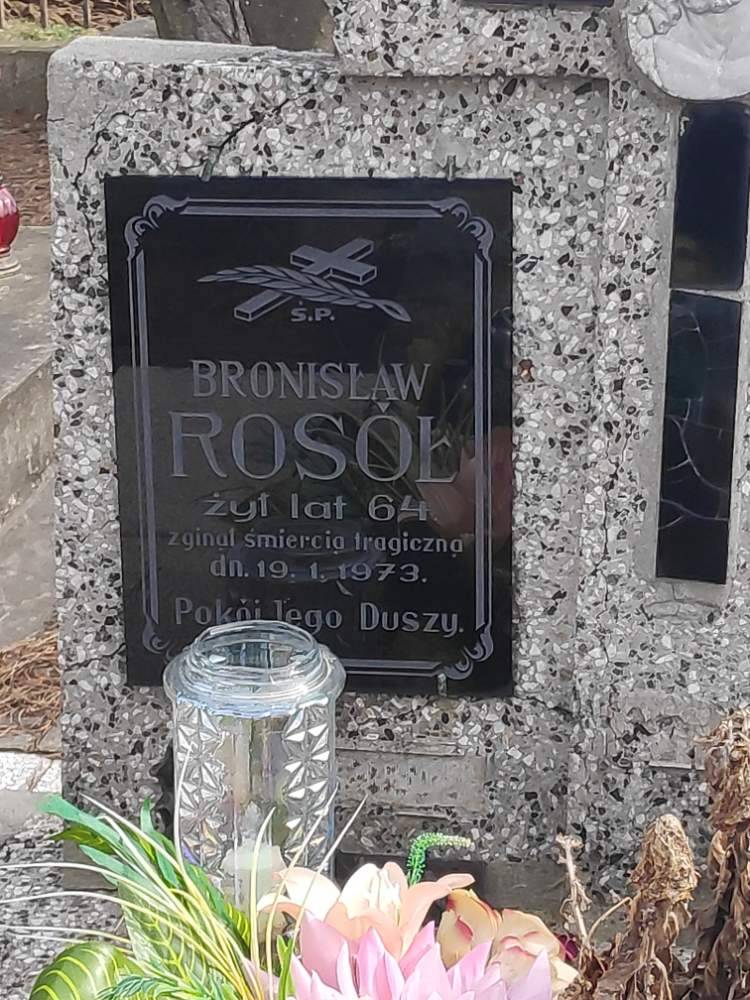 Ś.P.
BRONISŁAW
ROSÓŁ
żył lat 64
zginął śmiercią tragiczną
dn. 19. 1. 1973.
Pokój Jego Duszy.